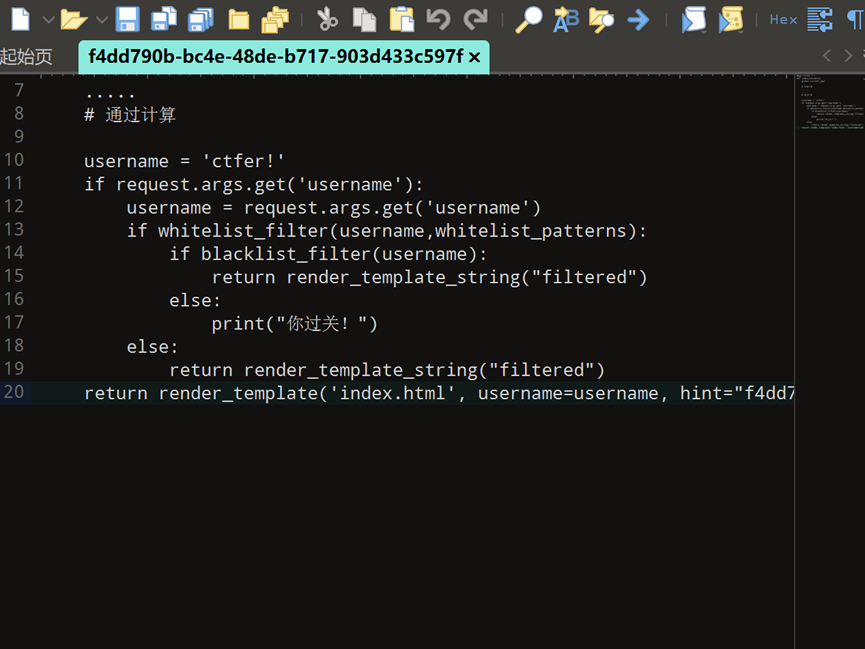 Hex
起始页
f4dd790b-bc4e-48de-b717-903d433c597f ×
7 .....
8 # 通过计算
9
10 username = 'ctfer!'
11 if request.args.get('username'):
12 username = request.args.get('username')
13 if whitelist_filter(username,whitelist_patterns):
14 if blacklist_filter(username):
15 return render_template_string("filtered")
16 else:
17 print("你过关！")
18 else:
19 return render_template_string("filtered")
20 return render_template('index.html', username=username, hint="f4dd7